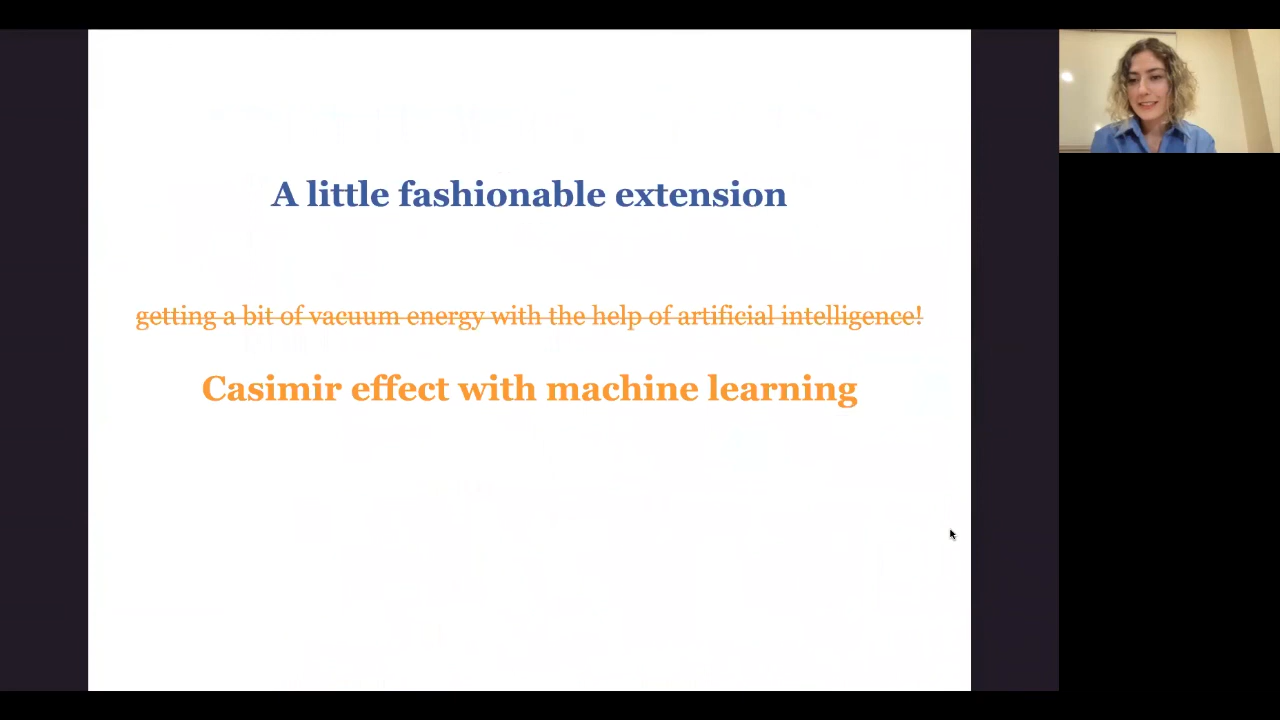 A little fashionable extension
getting a bit of vacuum energy with the help of artificial intelligence!
Casimir effect with machine learning